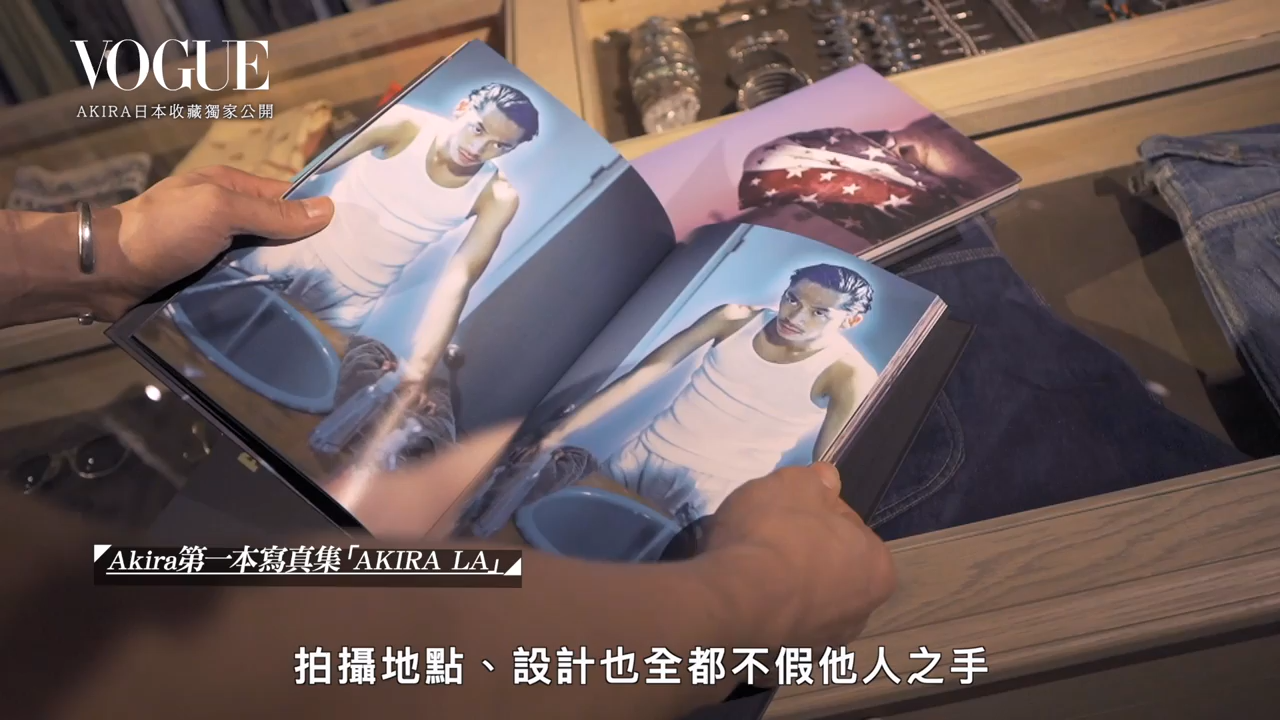 VOGUE
AKIRA日本收藏獨家公開
Akira第一本寫真集「AKIRA LA」
拍攝地點、設計也全都不假他人之手